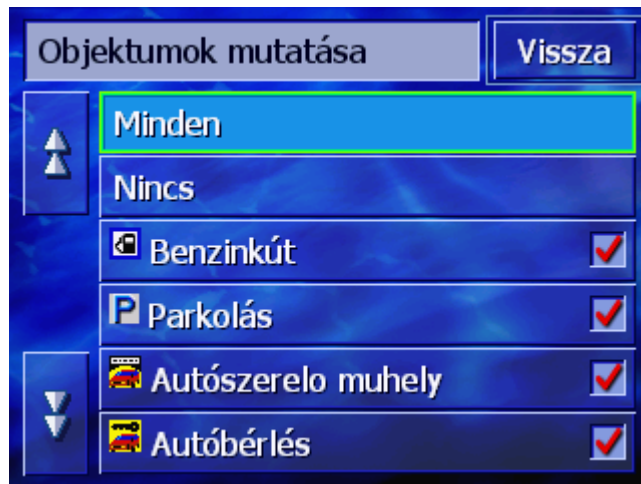 Objektumok mutatása
Vissza
Minden
Nincs
Benzinkút
P Parkolás
Autószerelo muhely
Autóbérlés